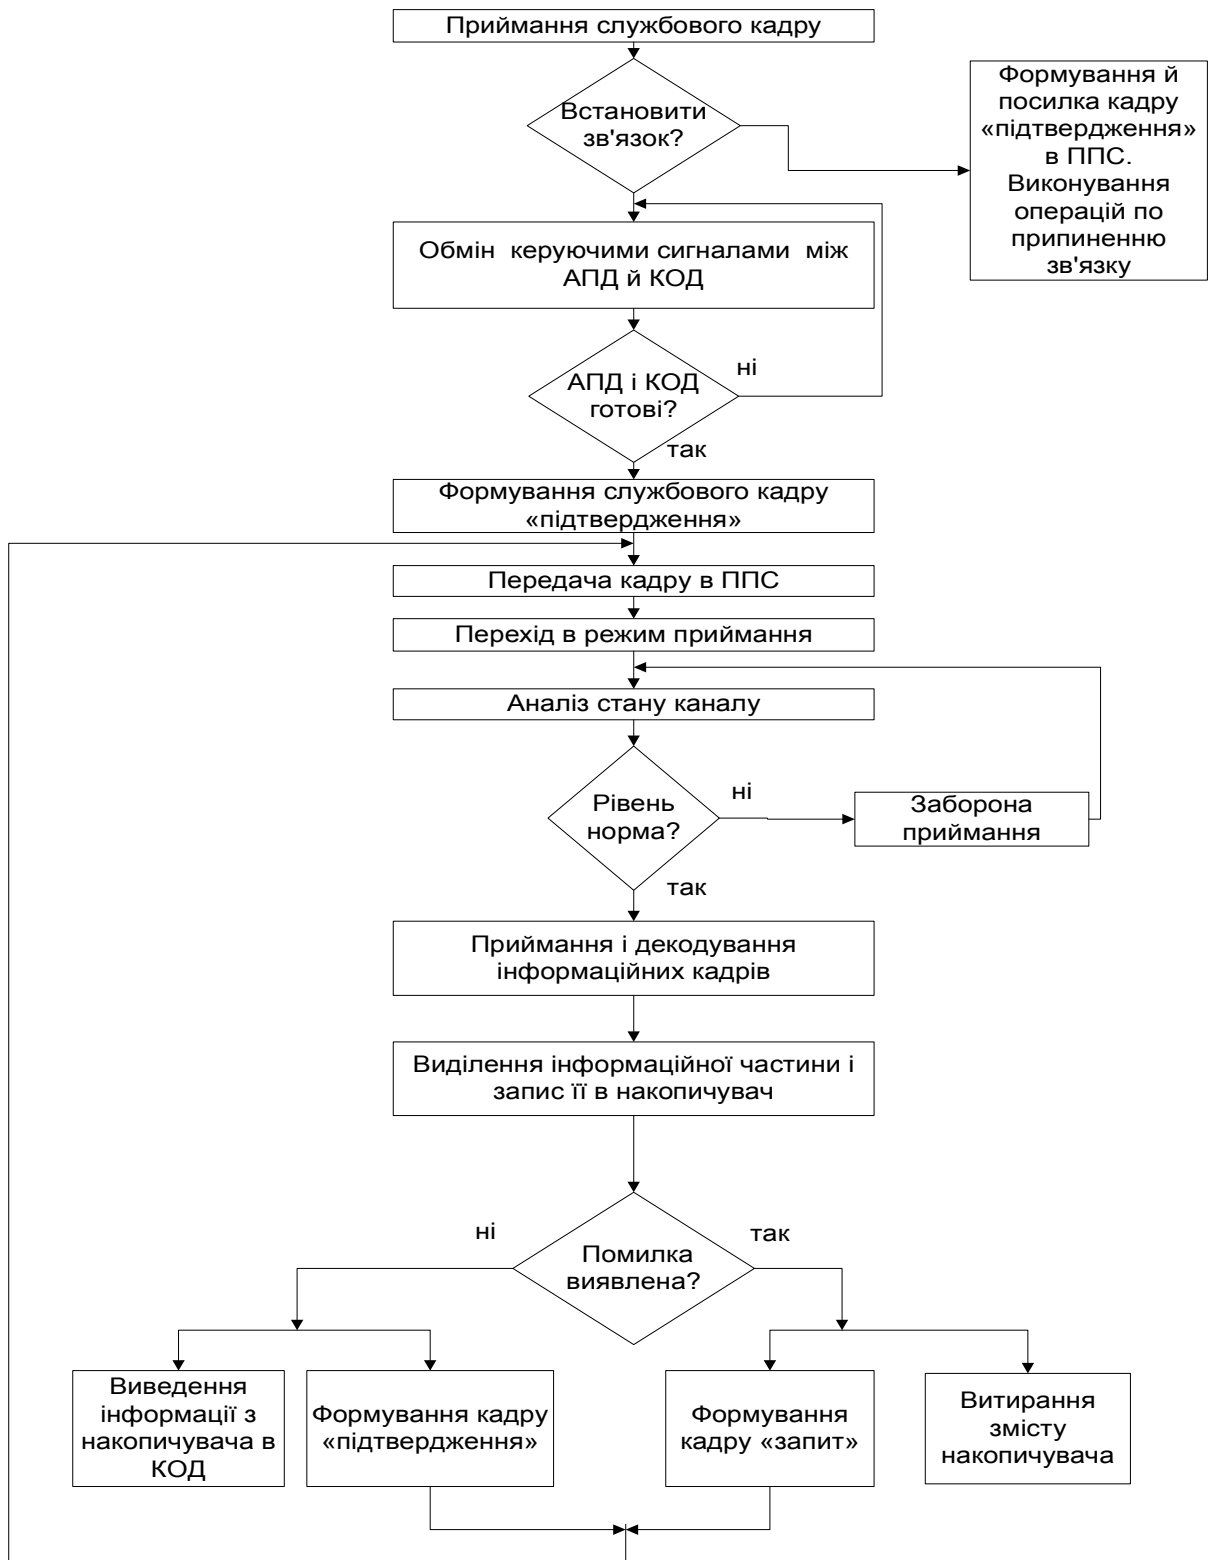 Приймання службового кадру
Встановити
зв'язок?
Формування й
посилка кадру
«підтвердження»
в ППС.
Виконування
операцій по
припиненню
зв'язку
Обмін керуючими сигналами між
АПД й КОД
АПД і КОД
готові?
ні
так
Формування службового кадру
«підтвердження»
Передача кадру в ППС
Перехід в режим приймання
Аналіз стану каналу
Рівень
норма?
ні
Заборона
приймання
так
Приймання і декодування
інформаційних кадрів
Виділення інформаційної частини і
запис її в накопичувач
ні
так
Помилка
виявлена?
Виведення
інформації з
накопичувача в
КОД
Формування кадру
«підтвердження»
Формування
кадру «запит»
Витирання
змісту
накопичувача